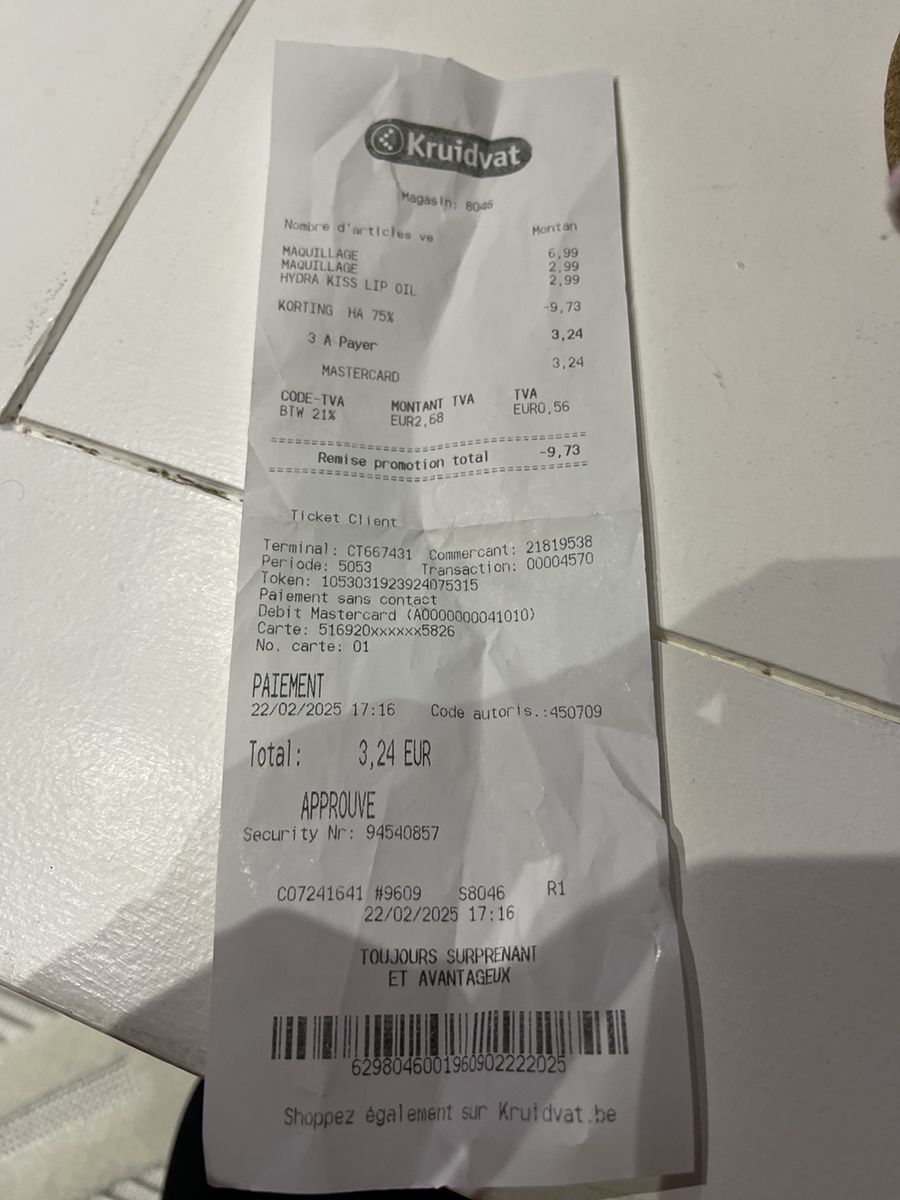 Kruidvat
Magasin: 8046
Nombre d'articles ve Montan
MAQUILLAGE 6,99
MAQUILLAGE 2,99
HYDRA KISS LIP OIL 2,99
KORTING HA 75% -9,73
3 A Payer 3,24
MASTERCARD 3,24
CODE-TVA MONTANT TVA TVA
BTW 21% EUR2,68 EUR0,56
Remise promotion total -9,73
Ticket Client
Terminal: CT667431 Commercant: 21819538
Periode: 5053 Transaction: 00004570
Token: 1053031923924075315
Paiement sans contact
Debit Mastercard (A0000000041010)
Carte: 516920xxxxxx5826
No. carte: 01
PAIEMENT
22/02/2025 17:16 Code autoris.:450709
Total: 3,24 EUR
APPROUVE
Security Nr: 94540857
C07241641 #9609 S8046 R1
22/02/2025 17:16
TOUJOURS SURPRENANT
ET AVANTAGEUX
6298046001960902222025
Shoppez également sur Kruidvat.be